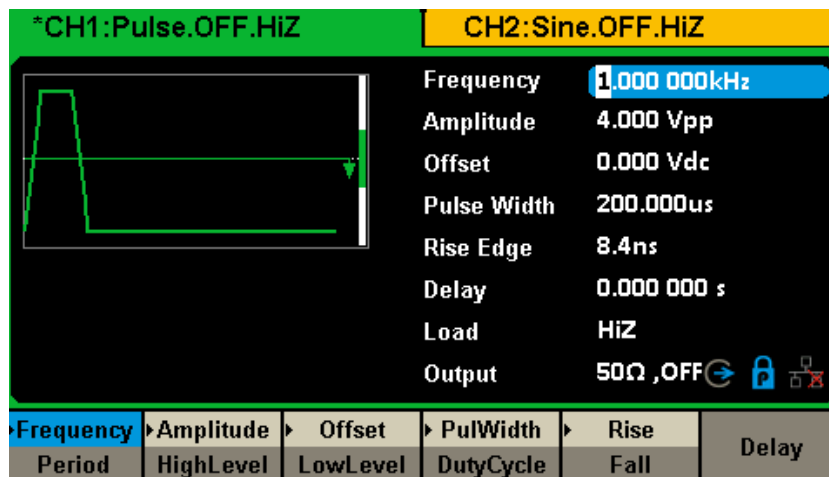 *CH1:Pulse.OFF.HiZ CH2:Sine.OFF.HiZ
Frequency 1.000 000kHz
Amplitude 4.000 Vpp
Offset 0.000 Vdc
Pulse Width 200.000us
Rise Edge 8.4ns
Delay 0.000 000 s
Load HiZ
Output 50Ω ,OFF P
Frequency Amplitude Offset PulWidth Rise Delay
Period HighLevel LowLevel DutyCycle Fall